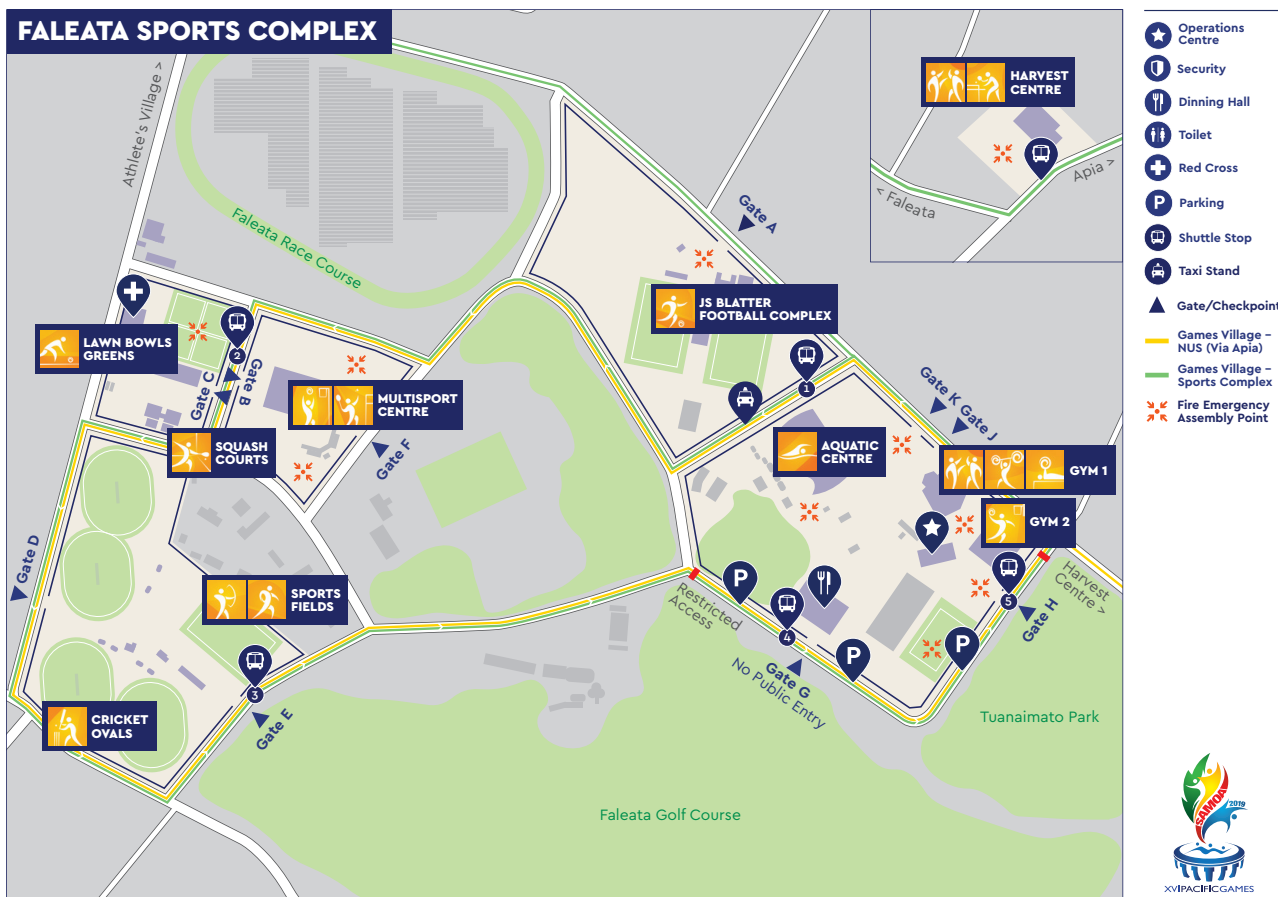 FALEATA SPORTS COMPLEX
Athlete's Village >
Faleata Race Course
HARVEST
CENTRE
Apia >
< Faleata
Gate A
JS BLATTER
FOOTBALL COMPLEX
LAWN BOWLS
GREENS
2
Gate B
Gate C
MULTISPORT
CENTRE
1
Gate K
Gate J
SQUASH
COURTS
Gate F
AQUATIC
CENTRE
GYM 1
GYM 2
Gate D
SPORTS
FIELDS
P
Restricted
Access
4
5
Harvest
Centre >
Gate H
P
P
Gate G
No Public Entry
3
Gate E
CRICKET
OVALS
Tuanaimato Park
Faleata Golf Course
Operations
Centre
Security
Dinning Hall
Toilet
Red Cross
P
Parking
Shuttle Stop
Taxi Stand
Gate/Checkpoint
Games Village –
NUS (Via Apia)
Games Village –
Sports Complex
Fire Emergency
Assembly Point
SAMOA
2019
XVIPACIFICGAMES